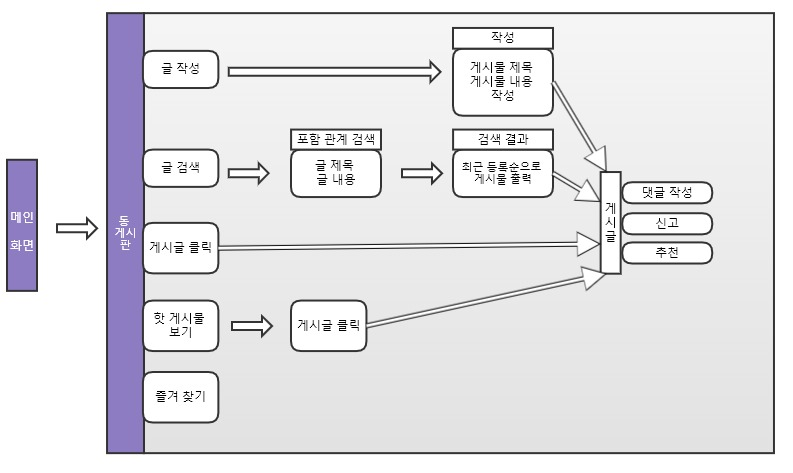 메인
화면
동
게시
판
글 작성
작성
게시물 제목
게시물 내용
작성
글 검색
포함 관계 검색
글 제목
글 내용
검색 결과
최근 등록순으로
게시물 출력
게시글 클릭
핫 게시물
보기
게시글 클릭
즐겨 찾기
게
시
글
댓글 작성
신고
추천